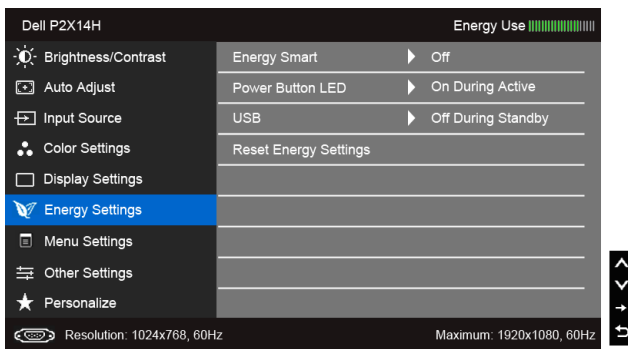 Dell P2X14H Energy Use
Brightness/Contrast Energy Smart Off
Auto Adjust Power Button LED On During Active
Input Source USB Off During Standby
Color Settings Reset Energy Settings
Display Settings
Energy Settings
Menu Settings
Other Settings
Personalize
Resolution: 1024x768, 60Hz Maximum: 1920x1080, 60Hz